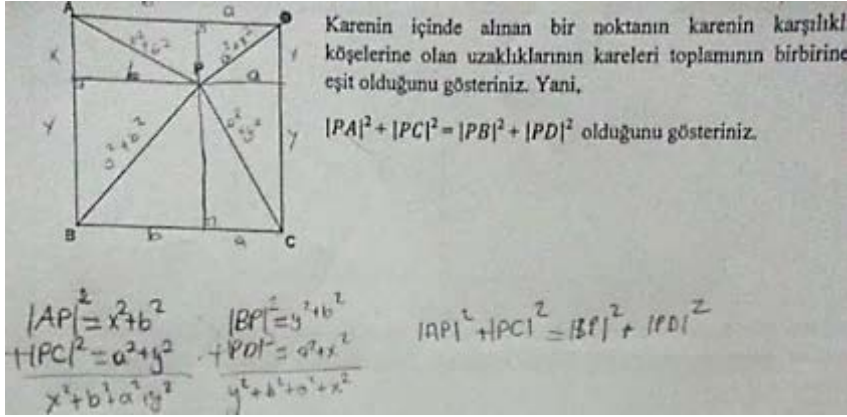 Karenin içinde alınan bir noktanın karenin karşılıkl
köşelerine olan uzaklıklarının kareleri toplamının birbirine
eşit olduğunu gösteriniz. Yani,
|PA|² + |PC|² = |PB|² + |PD|² olduğunu gösteriniz.
A
a
x
x²+b²
a²+x²
P
b
a
y
y
a²+y²
B
b
a
C
|AP|² = x²+b²
+|PC|² = a²+y²
x²+b²+a²+y²
|BP|² = y²+b²
+|PD|² = a²+x²
y²+b²+a²+x²
|AP|² + |PC|² = |BP|² + |PD|²